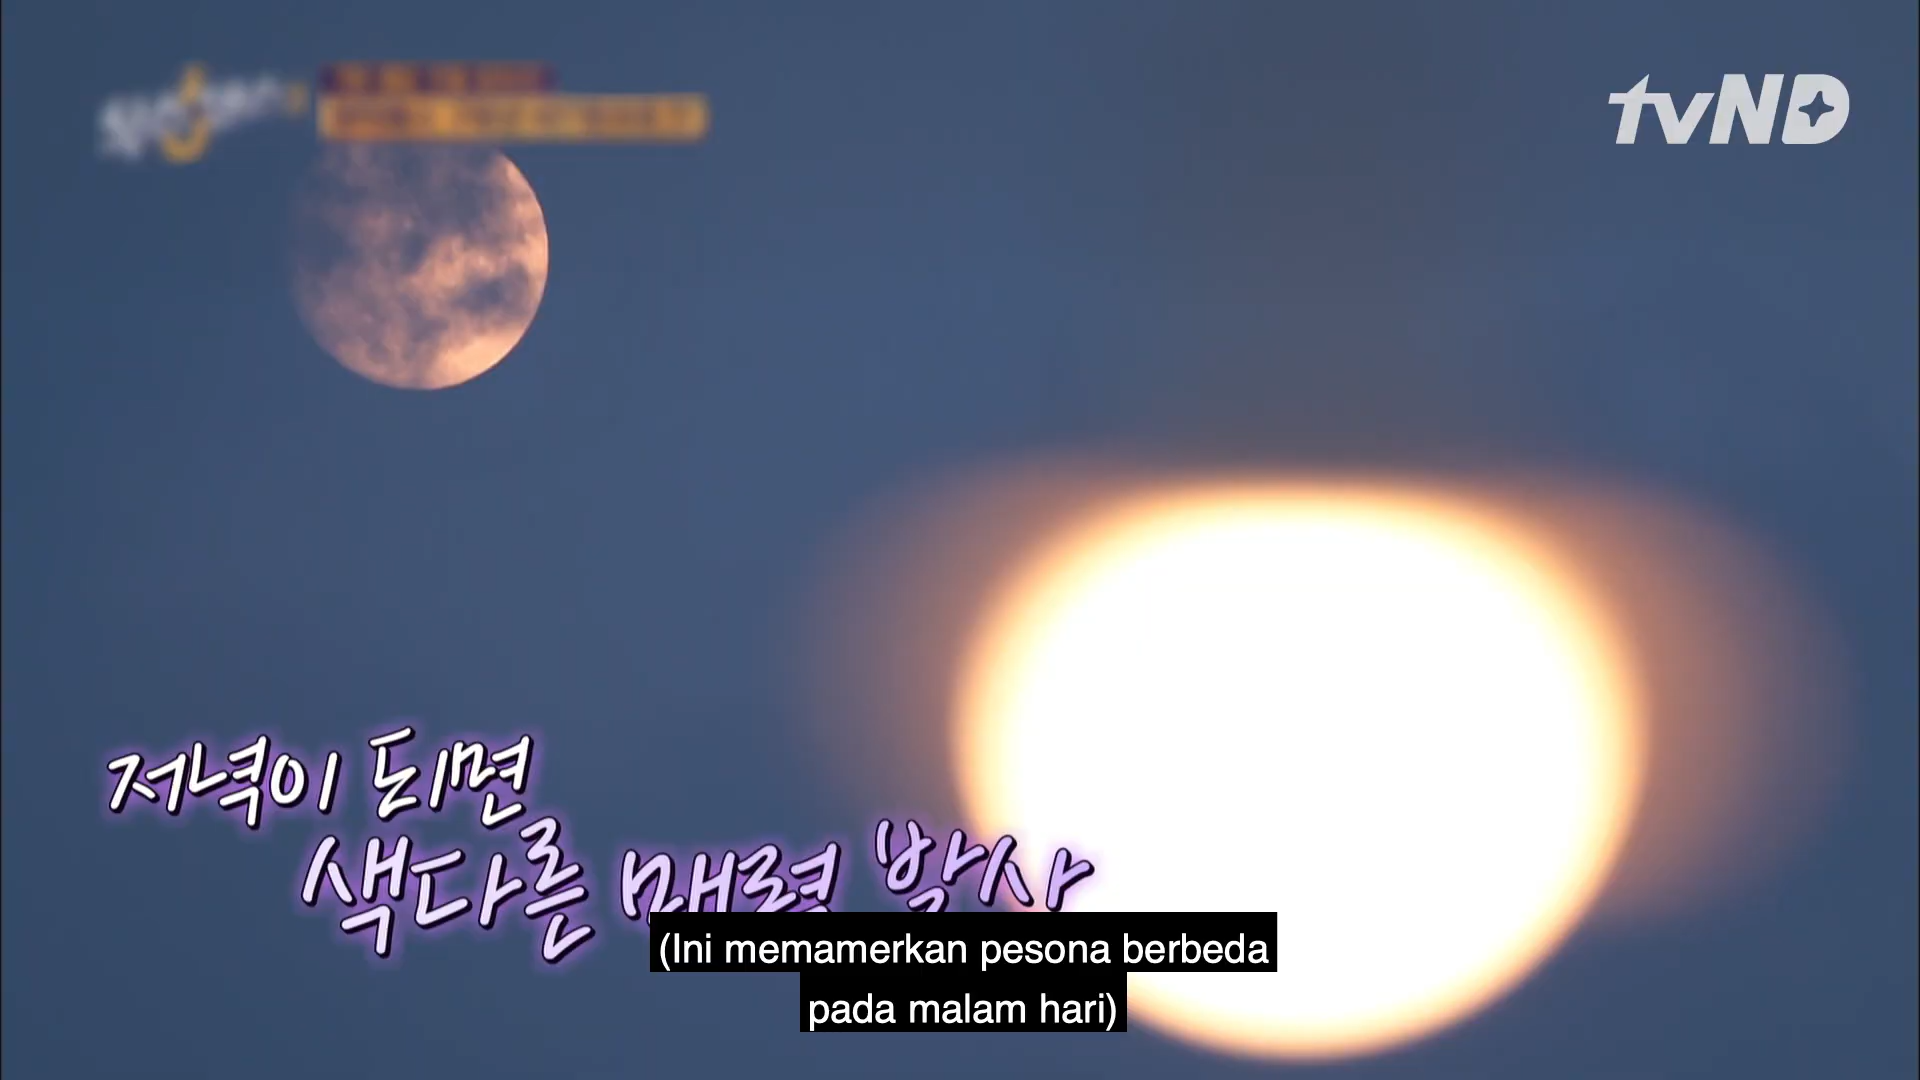 tvND
저녁이 되면
색다른 매력 발사
(Ini memamerkan pesona berbeda
pada malam hari)